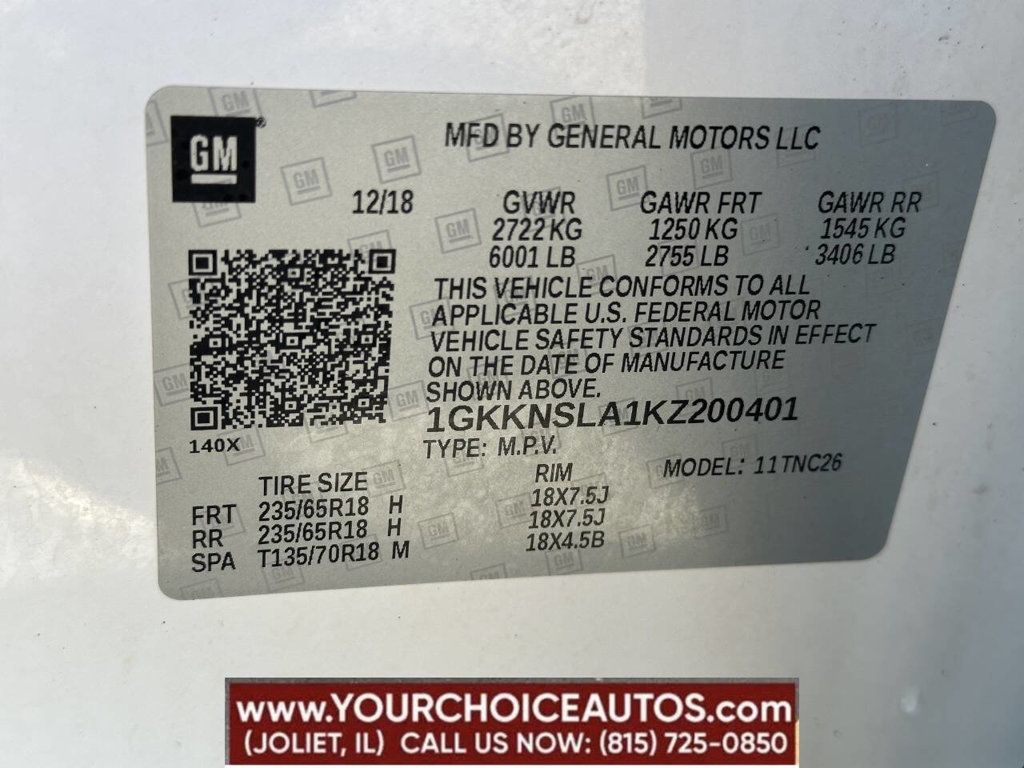 GM
MFD BY GENERAL MOTORS LLC
12/18 GVWR GAWR FRT GAWR RR
2722 KG 1250 KG 1545 KG
6001 LB 2755 LB 3406 LB
THIS VEHICLE CONFORMS TO ALL
APPLICABLE U.S. FEDERAL MOTOR
VEHICLE SAFETY STANDARDS IN EFFECT
ON THE DATE OF MANUFACTURE
SHOWN ABOVE.
1GKKNSLA1KZ200401
140X
TYPE: M.P.V. MODEL: 11TNC26
TIRE SIZE RIM
FRT 235/65R18 H 18X7.5J
RR 235/65R18 H 18X7.5J
SPA T135/70R18 M 18X4.5B
www.YOURCHOICEAUTOS.com
(JOLIET, IL) CALL US NOW: (815) 725-0850